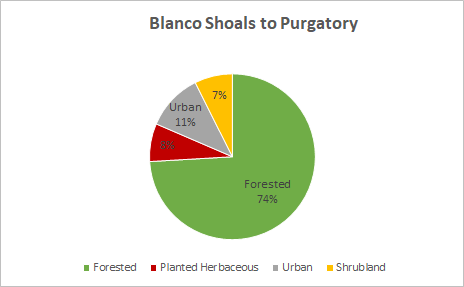 Blanco Shoals to Purgatory
7%
Urban
11%
8%
Forested
74%
Forested Planted Herbaceous Urban Shrubland